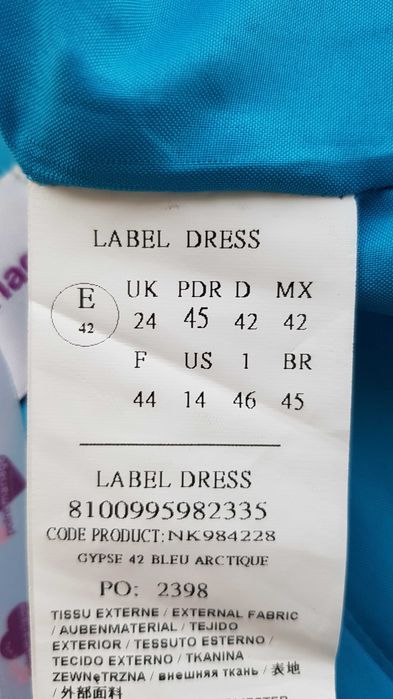 LABEL DRESS
E UK PDR D MX
42 24 45 42 42
F US 1 BR
44 14 46 45
LABEL DRESS
8100995982335
CODE PRODUCT: NK984228
GYPSE 42 BLEU ARCTIQUE
PO: 2398
TISSU EXTERNE / EXTERNAL FABRIC
/ AUBENMATERIAL / TEJIDO
EXTERIOR / TESSUTO ESTERNO /
TECIDO EXTERNO / TKANINA
ZEWNĘTRZNA / внешняя ткань / 表地
/ 外部面料